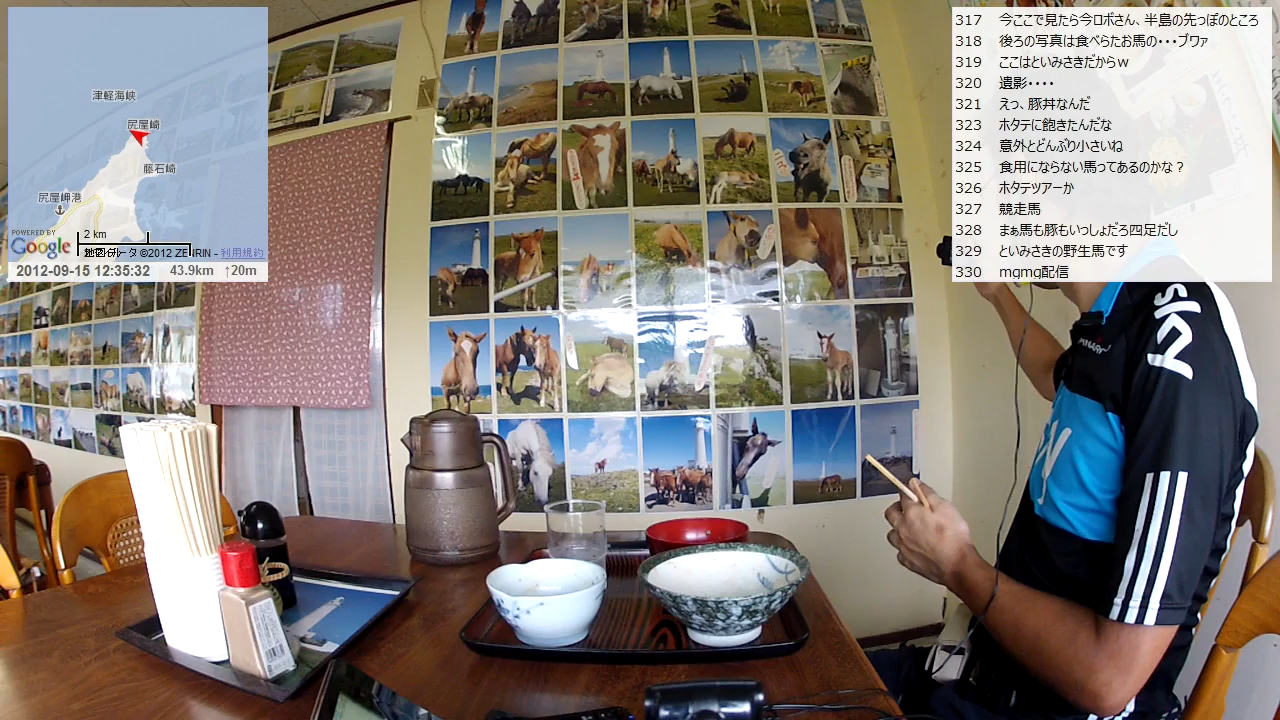 津軽海峡
尻屋崎
藤石崎
尻屋岬港
POWERED BY
Google
2 km
©2012 ZENRIN - 利用規約
2012-09-15 12:35:32 43.9km ↑20m
317 今ここで見たら今ロボさん、半島の先っぽのところ
318 後ろの写真は食べらたお馬の・・・ブワァ
319 ここはといみさきだからｗ
320 遺影・・・・
321 えっ、豚丼なんだ
323 ホタテに飽きたんだな
324 意外とどんぶり小さいね
325 食用にならない馬ってあるのかな？
326 ホタテツアーか
327 競走馬
328 まぁ馬も豚もいっしょだろ四足だし
329 といみさきの野生馬です
330 mgmg配信
sky